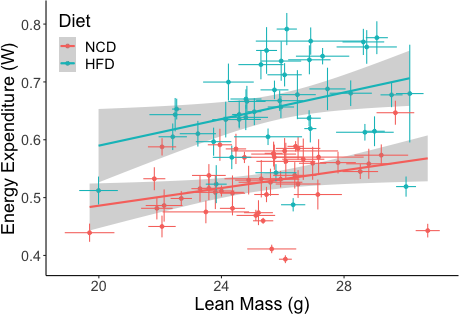 Diet
NCD
HFD
Energy Expenditure (W)
0.8
0.7
0.6
0.5
0.4
20 24 28
Lean Mass (g)